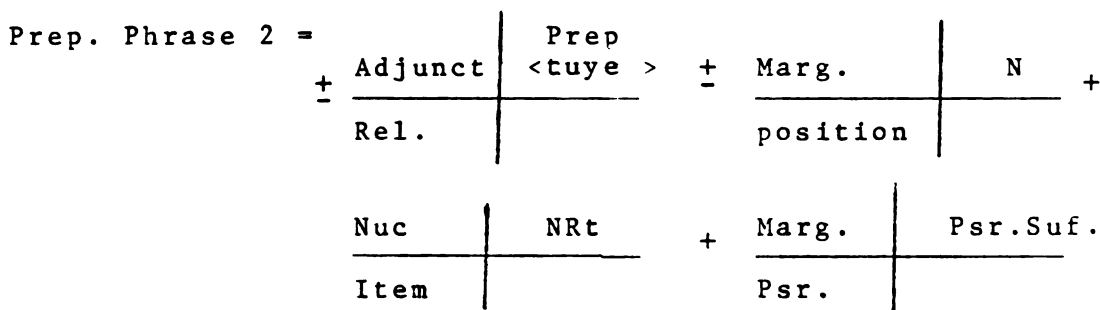 Prep. Phrase 2 =
± Adjunct Prep <tuye > ± Marg. N +
Rel. position
Nuc NRt + Marg. Psr.Suf.
Item Psr.